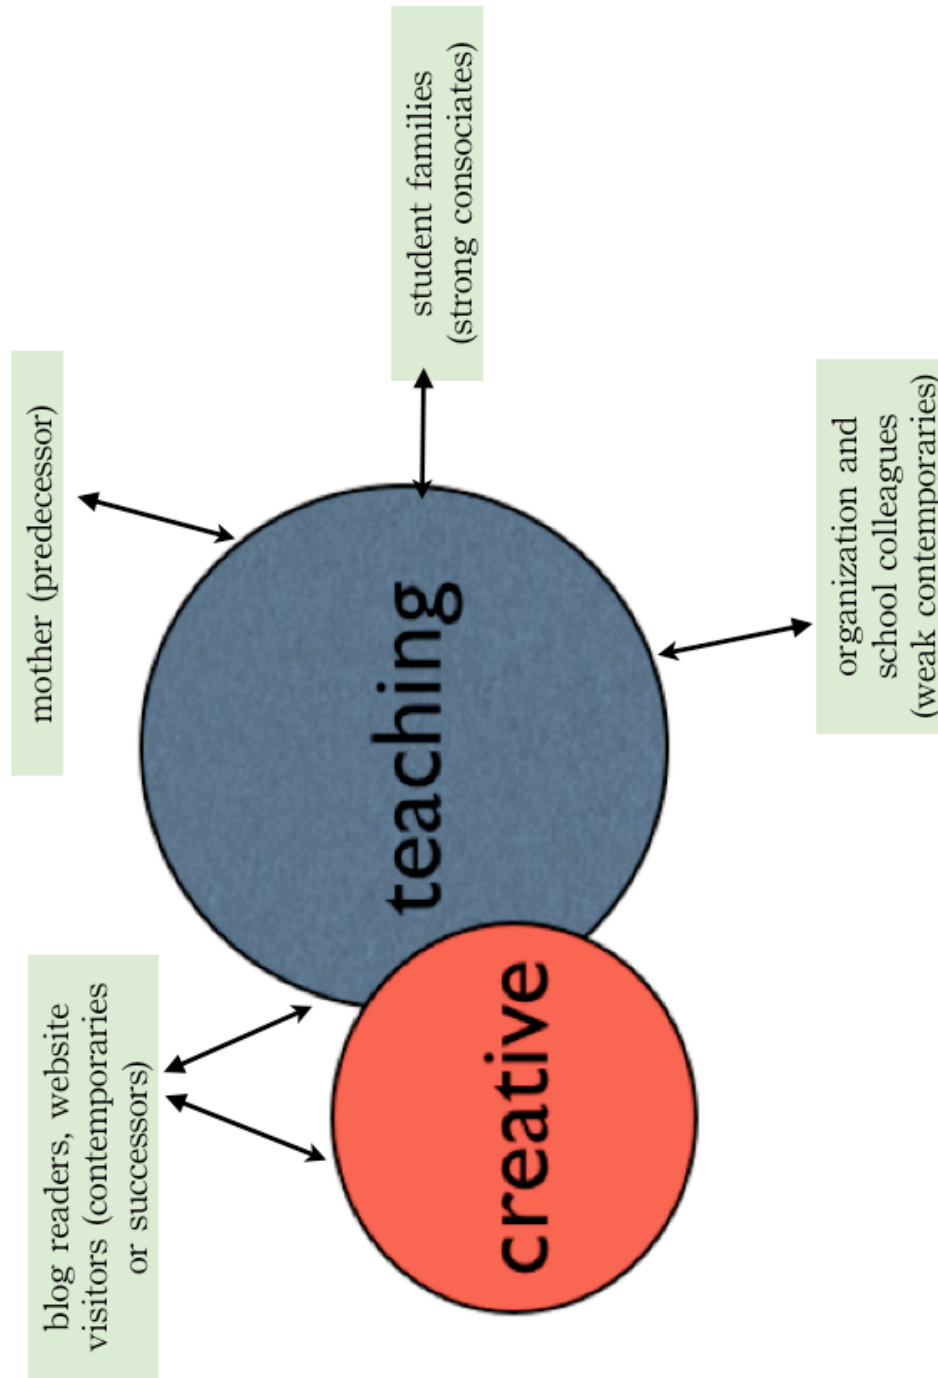 blog readers, website
visitors (contemporaries
or successors)
mother (predecessor)
student families
(strong consociates)
teaching
creative
organization and
school colleagues
(weak contemporaries)